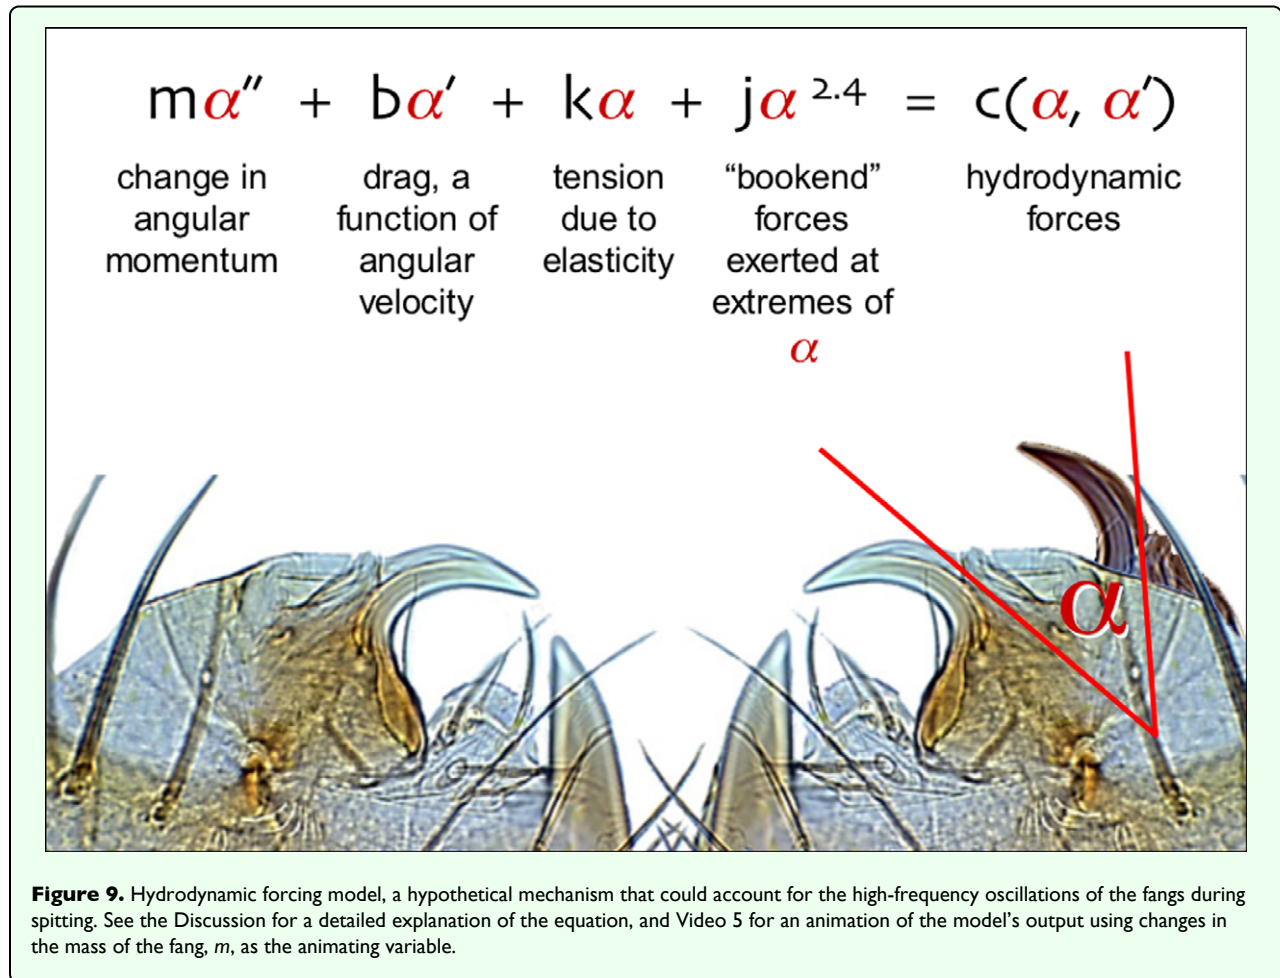 mα″ + bα′ + kα + jα^2.4 = c(α, α′)
change in angular momentum
drag, a function of angular velocity
tension due to elasticity
“bookend” forces exerted at extremes of α
hydrodynamic forces
α
Figure 9. Hydrodynamic forcing model, a hypothetical mechanism that could account for the high-frequency oscillations of the fangs during
spitting. See the Discussion for a detailed explanation of the equation, and Video 5 for an animation of the model’s output using changes in
the mass of the fang, m, as the animating variable.